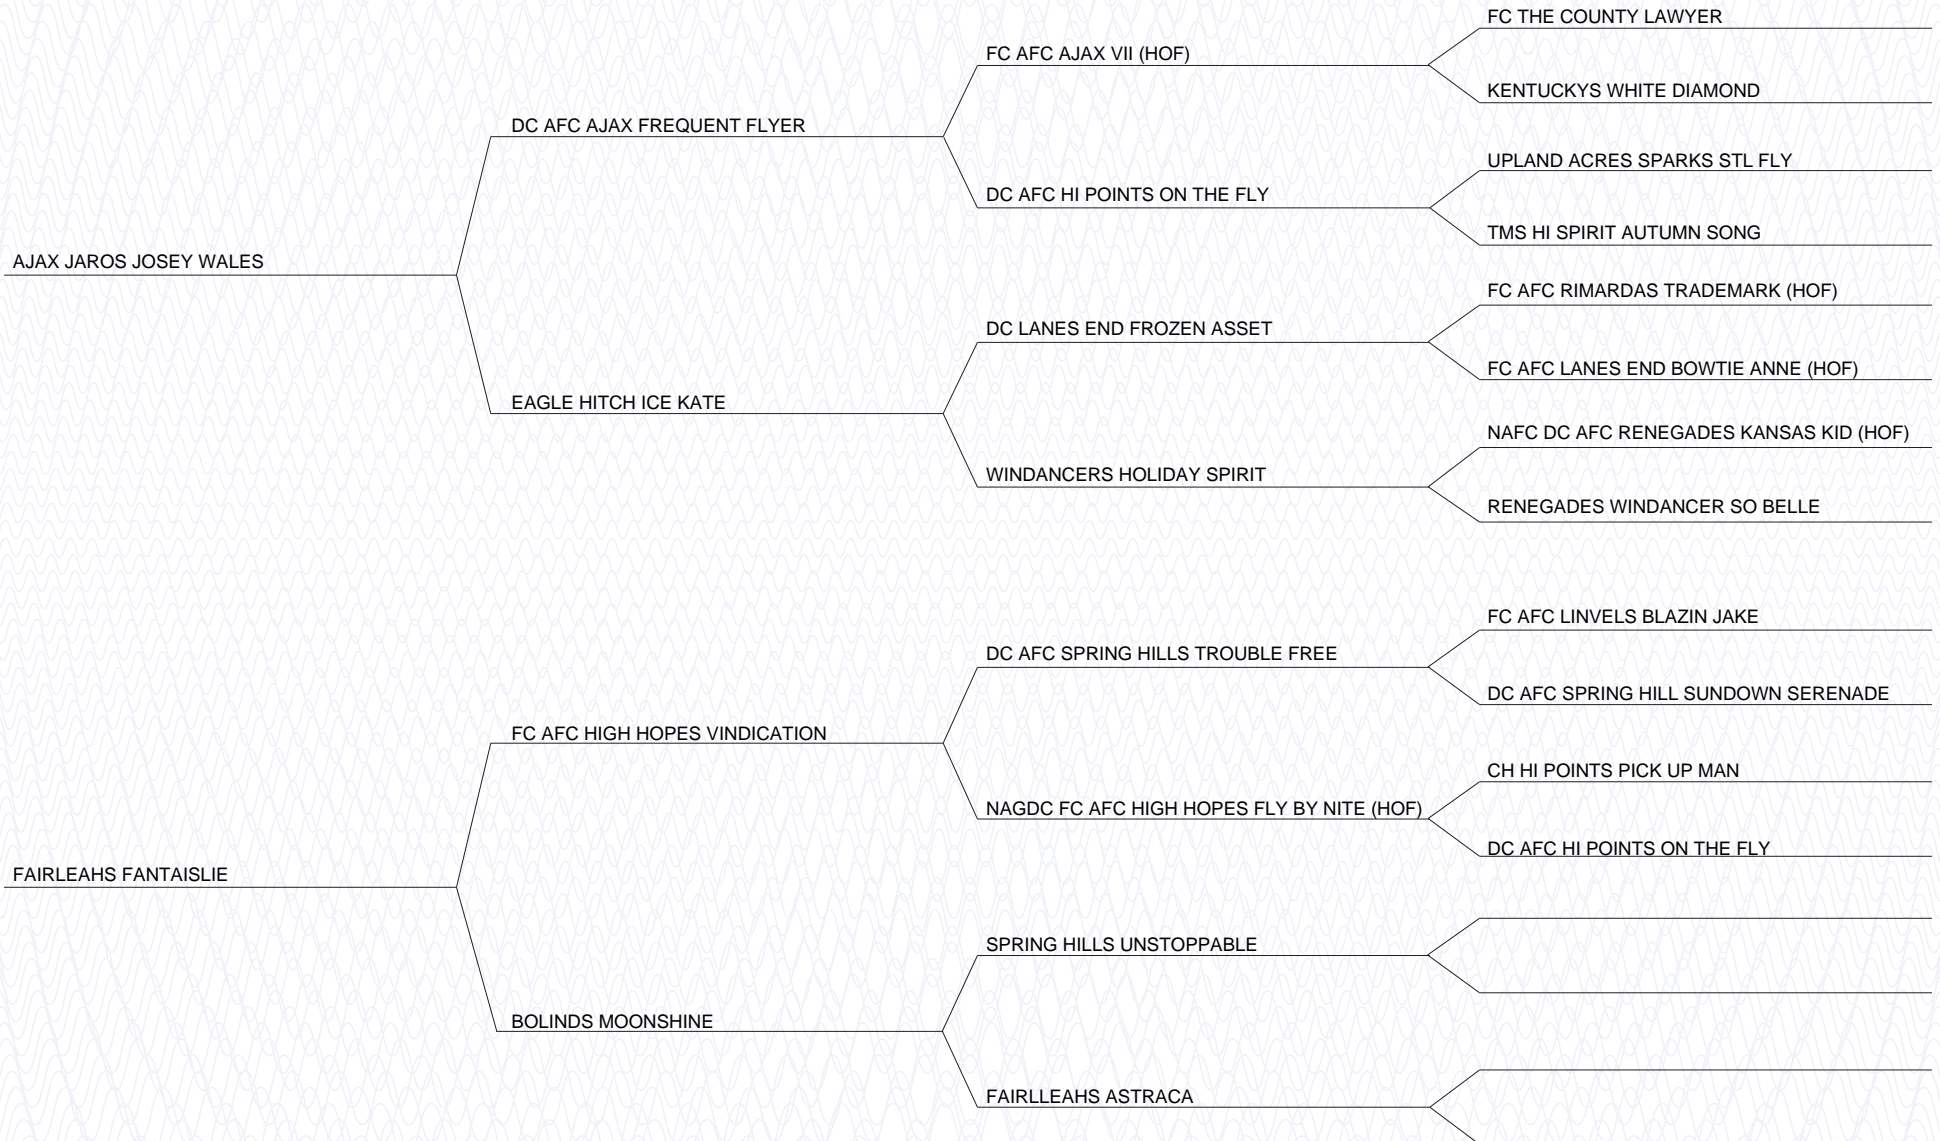 FC THE COUNTY LAWYER
FC AFC AJAX VII (HOF)
KENTUCKYS WHITE DIAMOND
DC AFC AJAX FREQUENT FLYER
UPLAND ACRES SPARKS STL FLY
DC AFC HI POINTS ON THE FLY
TMS HI SPIRIT AUTUMN SONG
AJAX JAROS JOSEY WALES
FC AFC RIMARDAS TRADEMARK (HOF)
DC LANES END FROZEN ASSET
FC AFC LANES END BOWTIE ANNE (HOF)
EAGLE HITCH ICE KATE
NAFC DC AFC RENEGADES KANSAS KID (HOF)
WINDANCERS HOLIDAY SPIRIT
RENEGADES WINDANCER SO BELLE
FC AFC LINVELS BLAZIN JAKE
DC AFC SPRING HILLS TROUBLE FREE
DC AFC SPRING HILL SUNDOWN SERENADE
FC AFC HIGH HOPES VINDICATION
CH HI POINTS PICK UP MAN
NAGDC FC AFC HIGH HOPES FLY BY NITE (HOF)
DC AFC HI POINTS ON THE FLY
FAIRLEAHS FANTAISLIE
SPRING HILLS UNSTOPPABLE
BOLINDS MOONSHINE
FAIRLLEAHS ASTRACA